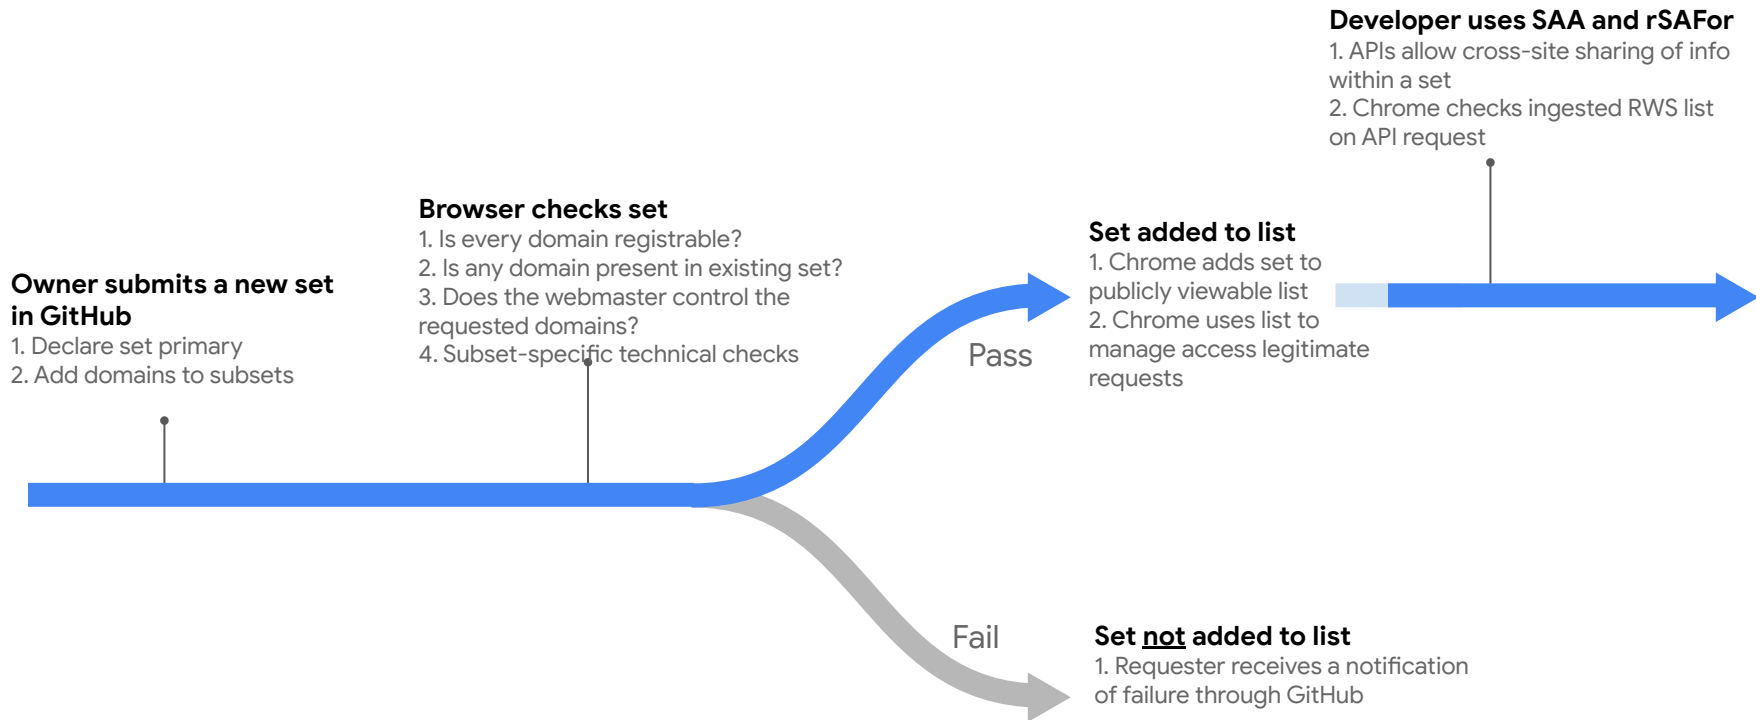 Owner submits a new set
in GitHub
1. Declare set primary
2. Add domains to subsets
Browser checks set
1. Is every domain registrable?
2. Is any domain present in existing set?
3. Does the webmaster control the
requested domains?
4. Subset-specific technical checks
Pass
Set added to list
1. Chrome adds set to
publicly viewable list
2. Chrome uses list to
manage access legitimate
requests
Developer uses SAA and rSAFor
1. APIs allow cross-site sharing of info
within a set
2. Chrome checks ingested RWS list
on API request
Fail
Set not added to list
1. Requester receives a notification
of failure through GitHub